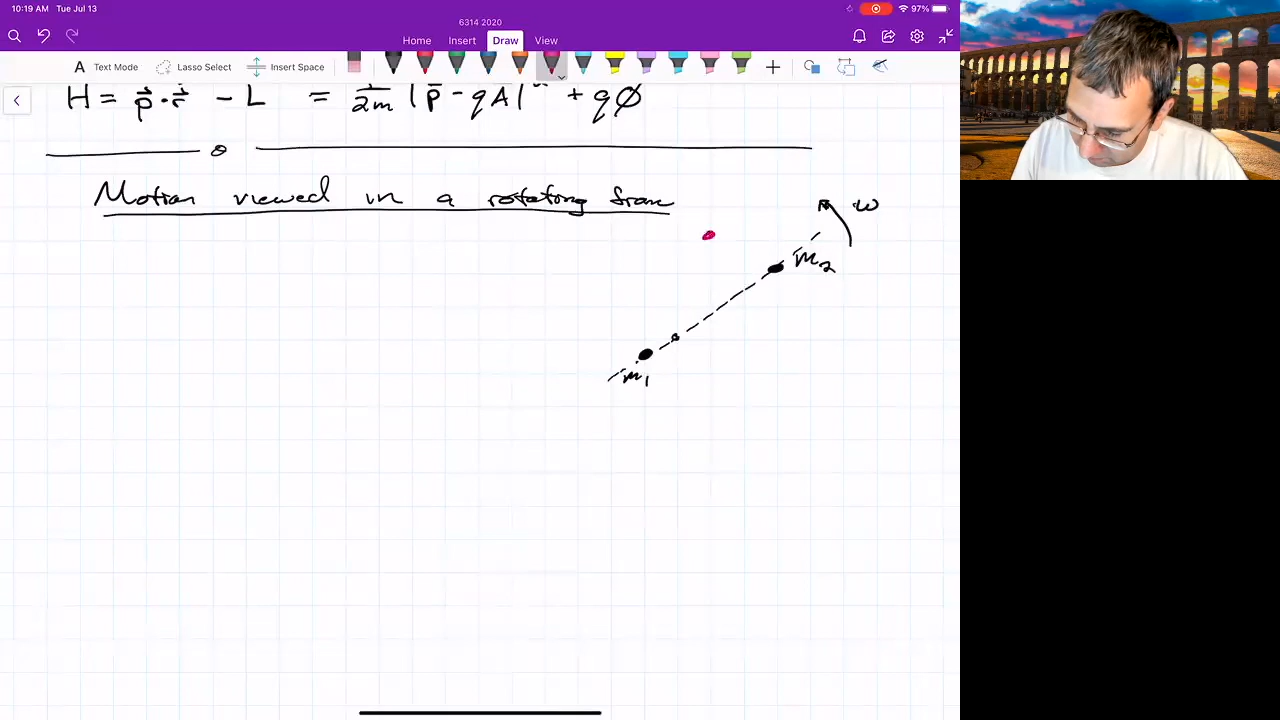 10:19 AM Tue Jul 13
97%
6314 2020
Home Insert Draw View
Text Mode Lasso Select Insert Space
H = p⃗·ṙ⃗ - L = 1/2m |p̄ - qA|² + qϕ
Motion viewed in a rotating frame
ω
m₂
m₁